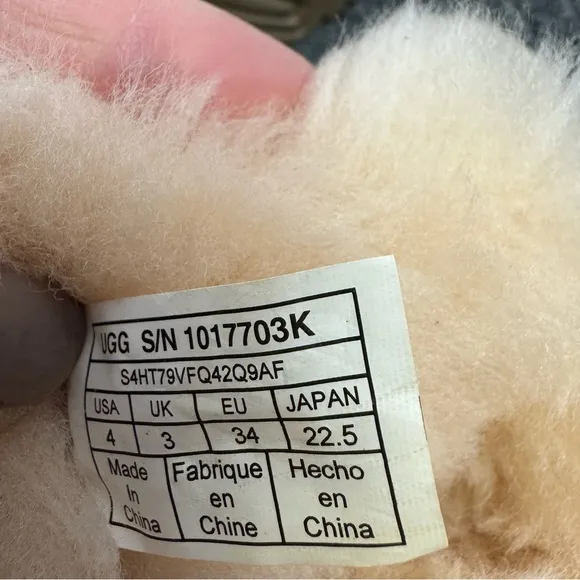 UGG S/N 1017703K
S4HT79VFQ42Q9AF
USA UK EU JAPAN
4 3 34 22.5
Made Fabrique Hecho
In en en
China Chine China